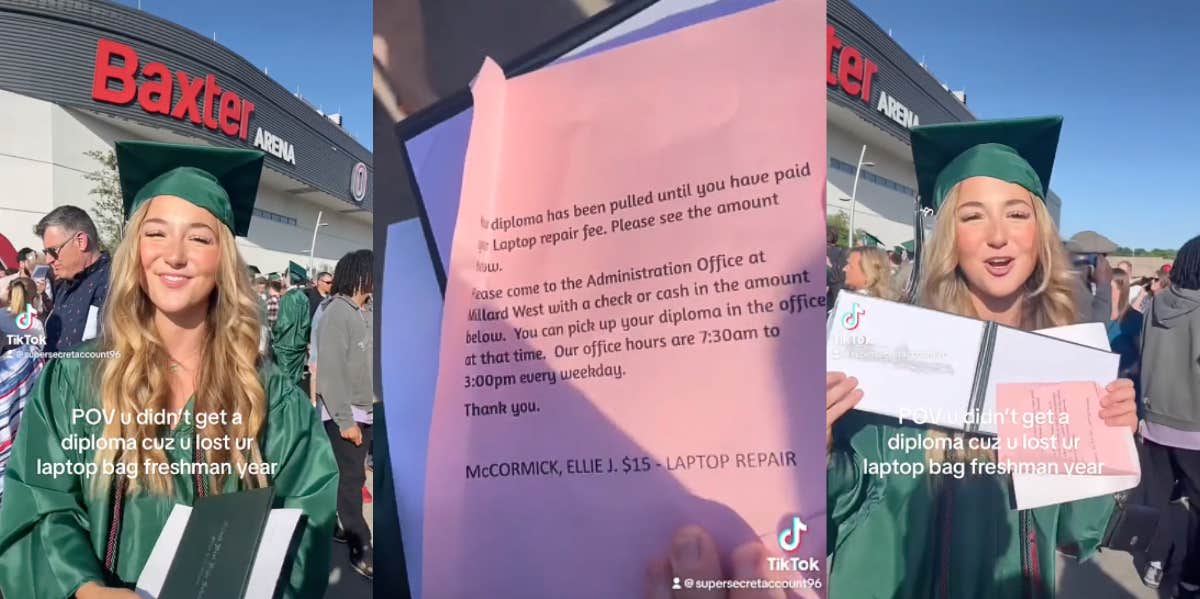 Baxter
ARENA
TikTok
@supersecretaccount96
POV u didn't get a
diploma cuz u lost ur
laptop bag freshman year
diploma has been pulled until you have paid
Laptop repair fee. Please see the amount
Please come to the Administration Office at
Millard West with a check or cash in the amount
below. You can pick up your diploma in the office
at that time. Our office hours are 7:30am to
3:00pm every weekday.
Thank you.
McCORMICK, ELLIE J. $15 - LAPTOP REPAIR
TikTok
@supersecretaccount96
ter
ARENA
TikTok
POV u didn't get a
diploma cuz u lost ur
laptop bag freshman year